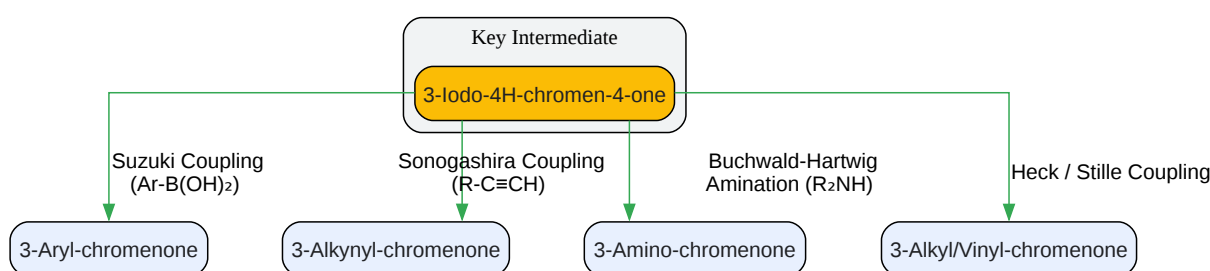 Key Intermediate
3-Iodo-4H-chromen-4-one
Suzuki Coupling
(Ar-B(OH)₂)
Sonogashira Coupling
(R-C≡CH)
Buchwald-Hartwig
Amination (R₂NH)
Heck / Stille Coupling
3-Aryl-chromenone
3-Alkynyl-chromenone
3-Amino-chromenone
3-Alkyl/Vinyl-chromenone